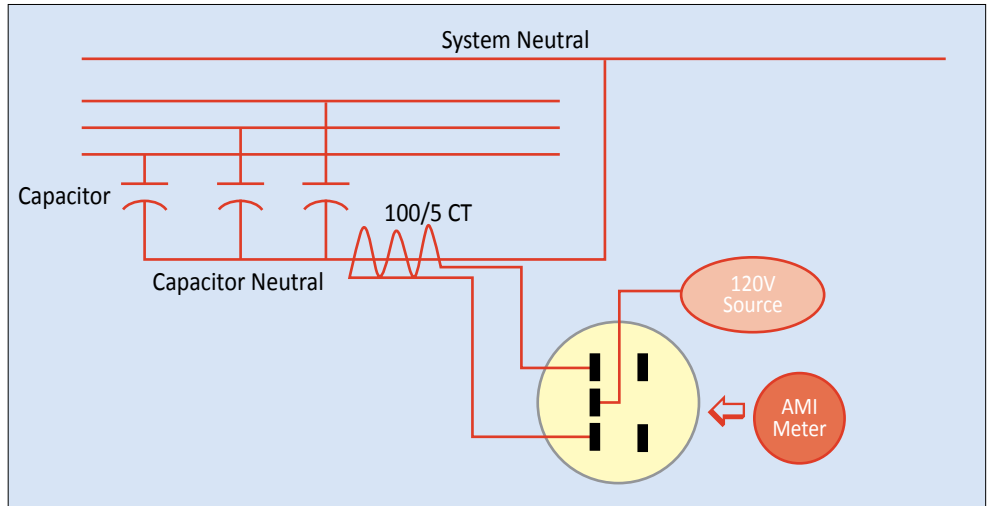 System Neutral
Capacitor
100/5 CT
Capacitor Neutral
120V
Source
AMI
Meter